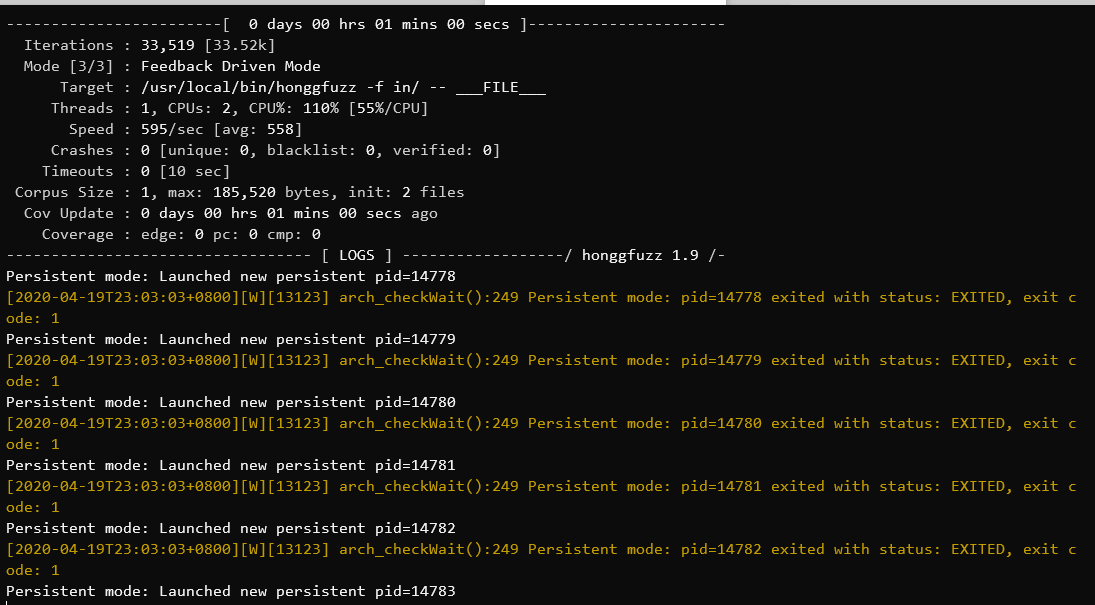 ------------------------[  0 days 00 hrs 01 mins 00 secs ]----------------------
  Iterations : 33,519 [33.52k]
  Mode [3/3] : Feedback Driven Mode
      Target : /usr/local/bin/honggfuzz -f in/ -- ___FILE___
     Threads : 1, CPUs: 2, CPU%: 110% [55%/CPU]
       Speed : 595/sec [avg: 558]
     Crashes : 0 [unique: 0, blacklist: 0, verified: 0]
    Timeouts : 0 [10 sec]
 Corpus Size : 1, max: 185,520 bytes, init: 2 files
  Cov Update : 0 days 00 hrs 01 mins 00 secs ago
    Coverage : edge: 0 pc: 0 cmp: 0
---------------------------------- [ LOGS ] ------------------/ honggfuzz 1.9 /-
Persistent mode: Launched new persistent pid=14778
[2020-04-19T23:03:03+0800][W][13123] arch_checkWait():249 Persistent mode: pid=14778 exited with status: EXITED, exit c
ode: 1
Persistent mode: Launched new persistent pid=14779
[2020-04-19T23:03:03+0800][W][13123] arch_checkWait():249 Persistent mode: pid=14779 exited with status: EXITED, exit c
ode: 1
Persistent mode: Launched new persistent pid=14780
[2020-04-19T23:03:03+0800][W][13123] arch_checkWait():249 Persistent mode: pid=14780 exited with status: EXITED, exit c
ode: 1
Persistent mode: Launched new persistent pid=14781
[2020-04-19T23:03:03+0800][W][13123] arch_checkWait():249 Persistent mode: pid=14781 exited with status: EXITED, exit c
ode: 1
Persistent mode: Launched new persistent pid=14782
[2020-04-19T23:03:03+0800][W][13123] arch_checkWait():249 Persistent mode: pid=14782 exited with status: EXITED, exit c
ode: 1
Persistent mode: Launched new persistent pid=14783